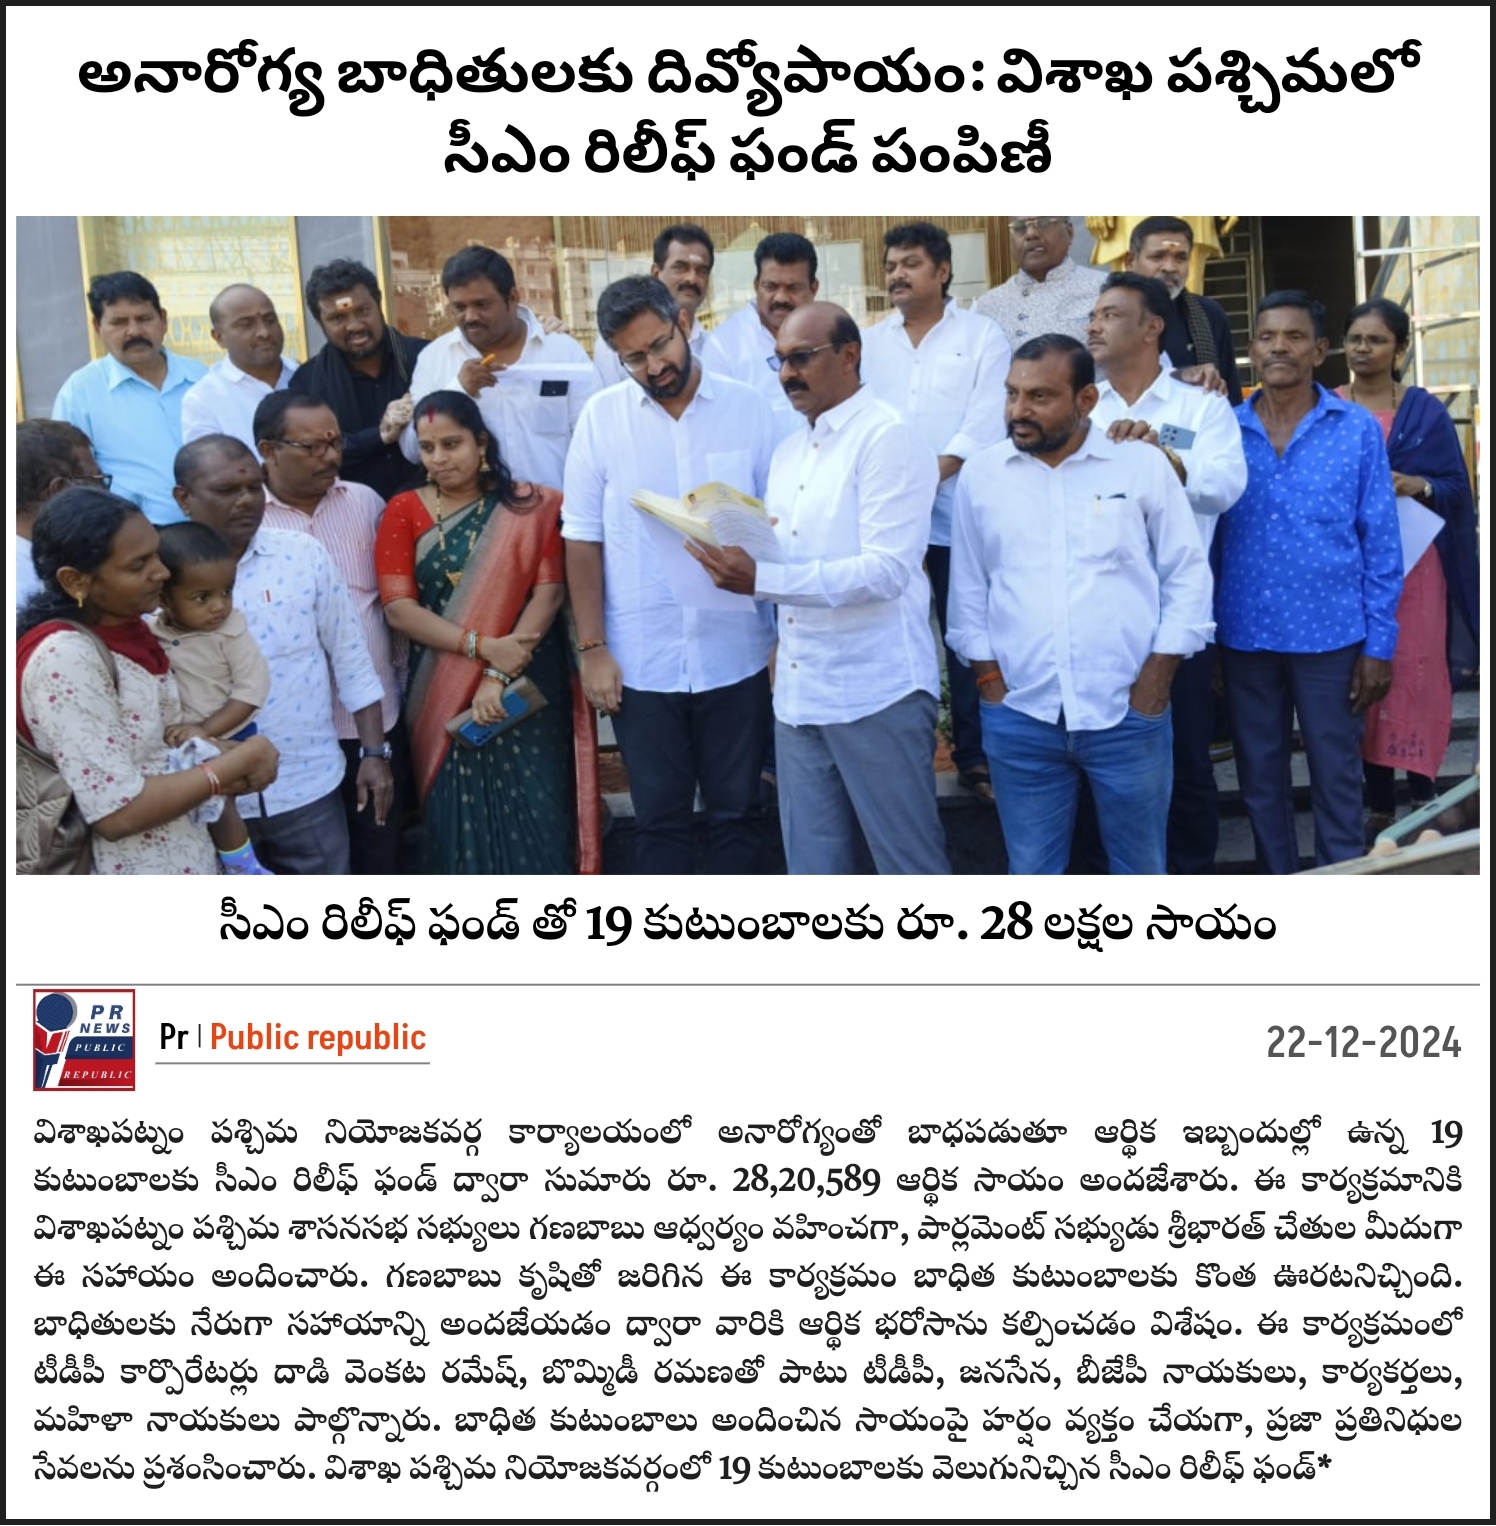 అనారోగ్య బాధితులకు దివ్యోపాయం: విశాఖ పశ్చిమలో
సీఎం రిలీఫ్ ఫండ్ పంపిణీ
సీఎం రిలీఫ్ ఫండ్ తో 19 కుటుంబాలకు రూ. 28 లక్షల సాయం
PR
NEWS
PUBLIC
REPUBLIC
Pr | Public republic
22-12-2024
విశాఖపట్నం పశ్చిమ నియోజకవర్గ కార్యాలయంలో అనారోగ్యంతో బాధపడుతూ ఆర్థిక ఇబ్బందుల్లో ఉన్న 19
కుటుంబాలకు సీఎం రిలీఫ్ ఫండ్ ద్వారా సుమారు రూ. 28,20,589 ఆర్థిక సాయం అందజేశారు. ఈ కార్యక్రమానికి
విశాఖపట్నం పశ్చిమ శాసనసభ సభ్యులు గణబాబు ఆధ్వర్యం వహించగా, పార్లమెంట్ సభ్యుడు శ్రీభారత్ చేతుల మీదుగా
ఈ సహాయం అందించారు. గణబాబు కృషితో జరిగిన ఈ కార్యక్రమం బాధిత కుటుంబాలకు కొంత ఊరటనిచ్చింది.
బాధితులకు నేరుగా సహాయాన్ని అందజేయడం ద్వారా వారికి ఆర్థిక భరోసాను కల్పించడం విశేషం. ఈ కార్యక్రమంలో
టీడీపీ కార్పొరేటర్లు దాడి వెంకట రమేష్, బొమ్మిడీ రమణతో పాటు టీడీపీ, జనసేన, బీజేపీ నాయకులు, కార్యకర్తలు,
మహిళా నాయకులు పాల్గొన్నారు. బాధిత కుటుంబాలు అందించిన సాయంపై హర్షం వ్యక్తం చేయగా, ప్రజా ప్రతినిధుల
సేవలను ప్రశంసించారు. విశాఖ పశ్చిమ నియోజకవర్గంలో 19 కుటుంబాలకు వెలుగునిచ్చిన సీఎం రిలీఫ్ ఫండ్*